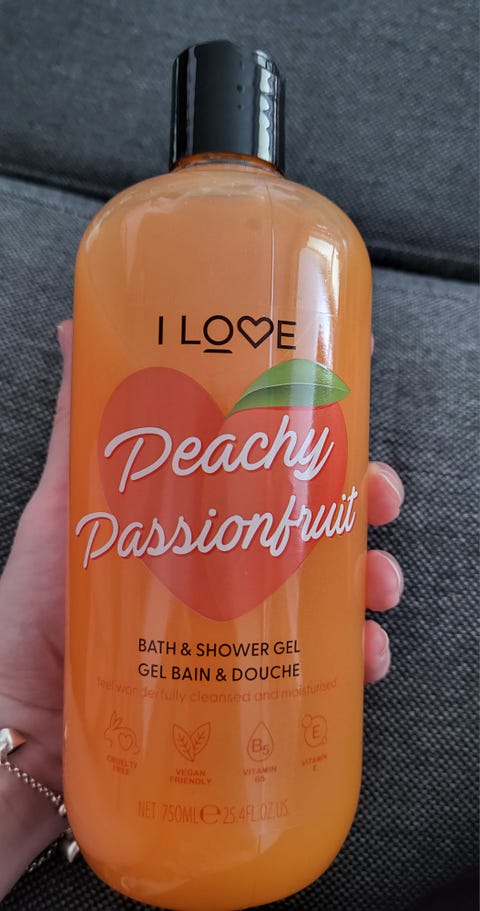 I LOVE
Peachy
Passionfruit
BATH & SHOWER GEL
GEL BAIN & DOUCHE
feel wonderfully cleansed and moisturised
CRUELTY
FREE
VEGAN
FRIENDLY
B5
VITAMIN
B5
E
VITAMIN
E
NET 750ML℮25.4FL.OZ.US.